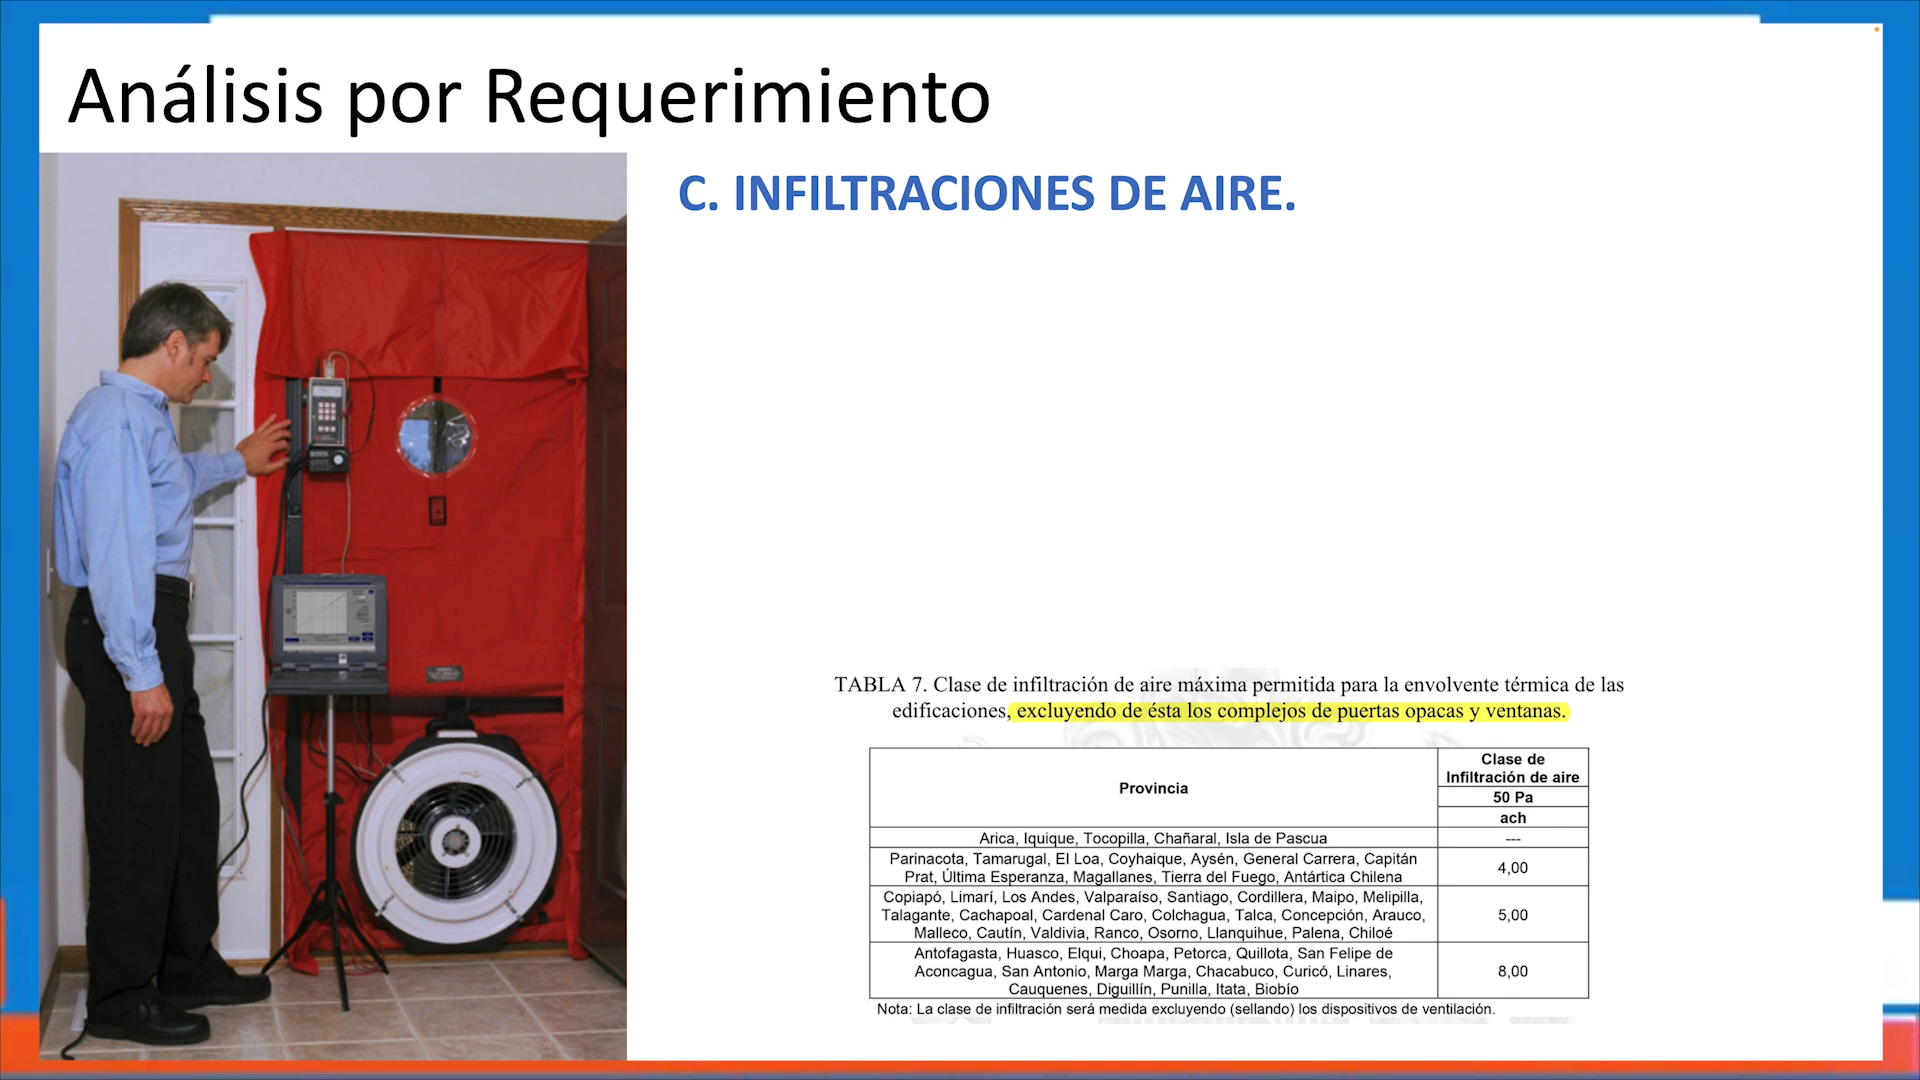 Análisis por Requerimiento
C. INFILTRACIONES DE AIRE.
TABLA 7. Clase de infiltración de aire máxima permitida para la envolvente térmica de las
edificaciones, excluyendo de ésta los complejos de puertas opacas y ventanas.
Provincia
Clase de
Infiltración de aire
50 Pa
ach
Arica, Iquique, Tocopilla, Chañaral, Isla de Pascua
---
Parinacota, Tamarugal, El Loa, Coyhaique, Aysén, General Carrera, Capitán
Prat, Última Esperanza, Magallanes, Tierra del Fuego, Antártica Chilena
4,00
Copiapó, Limarí, Los Andes, Valparaíso, Santiago, Cordillera, Maipo, Melipilla,
Talagante, Cachapoal, Cardenal Caro, Colchagua, Talca, Concepción, Arauco,
Malleco, Cautín, Valdivia, Ranco, Osorno, Llanquihue, Palena, Chiloé
5,00
Antofagasta, Huasco, Elqui, Choapa, Petorca, Quillota, San Felipe de
Aconcagua, San Antonio, Marga Marga, Chacabuco, Curicó, Linares,
Cauquenes, Diguillín, Punilla, Itata, Biobío
8,00
Nota: La clase de infiltración será medida excluyendo (sellando) los dispositivos de ventilación.